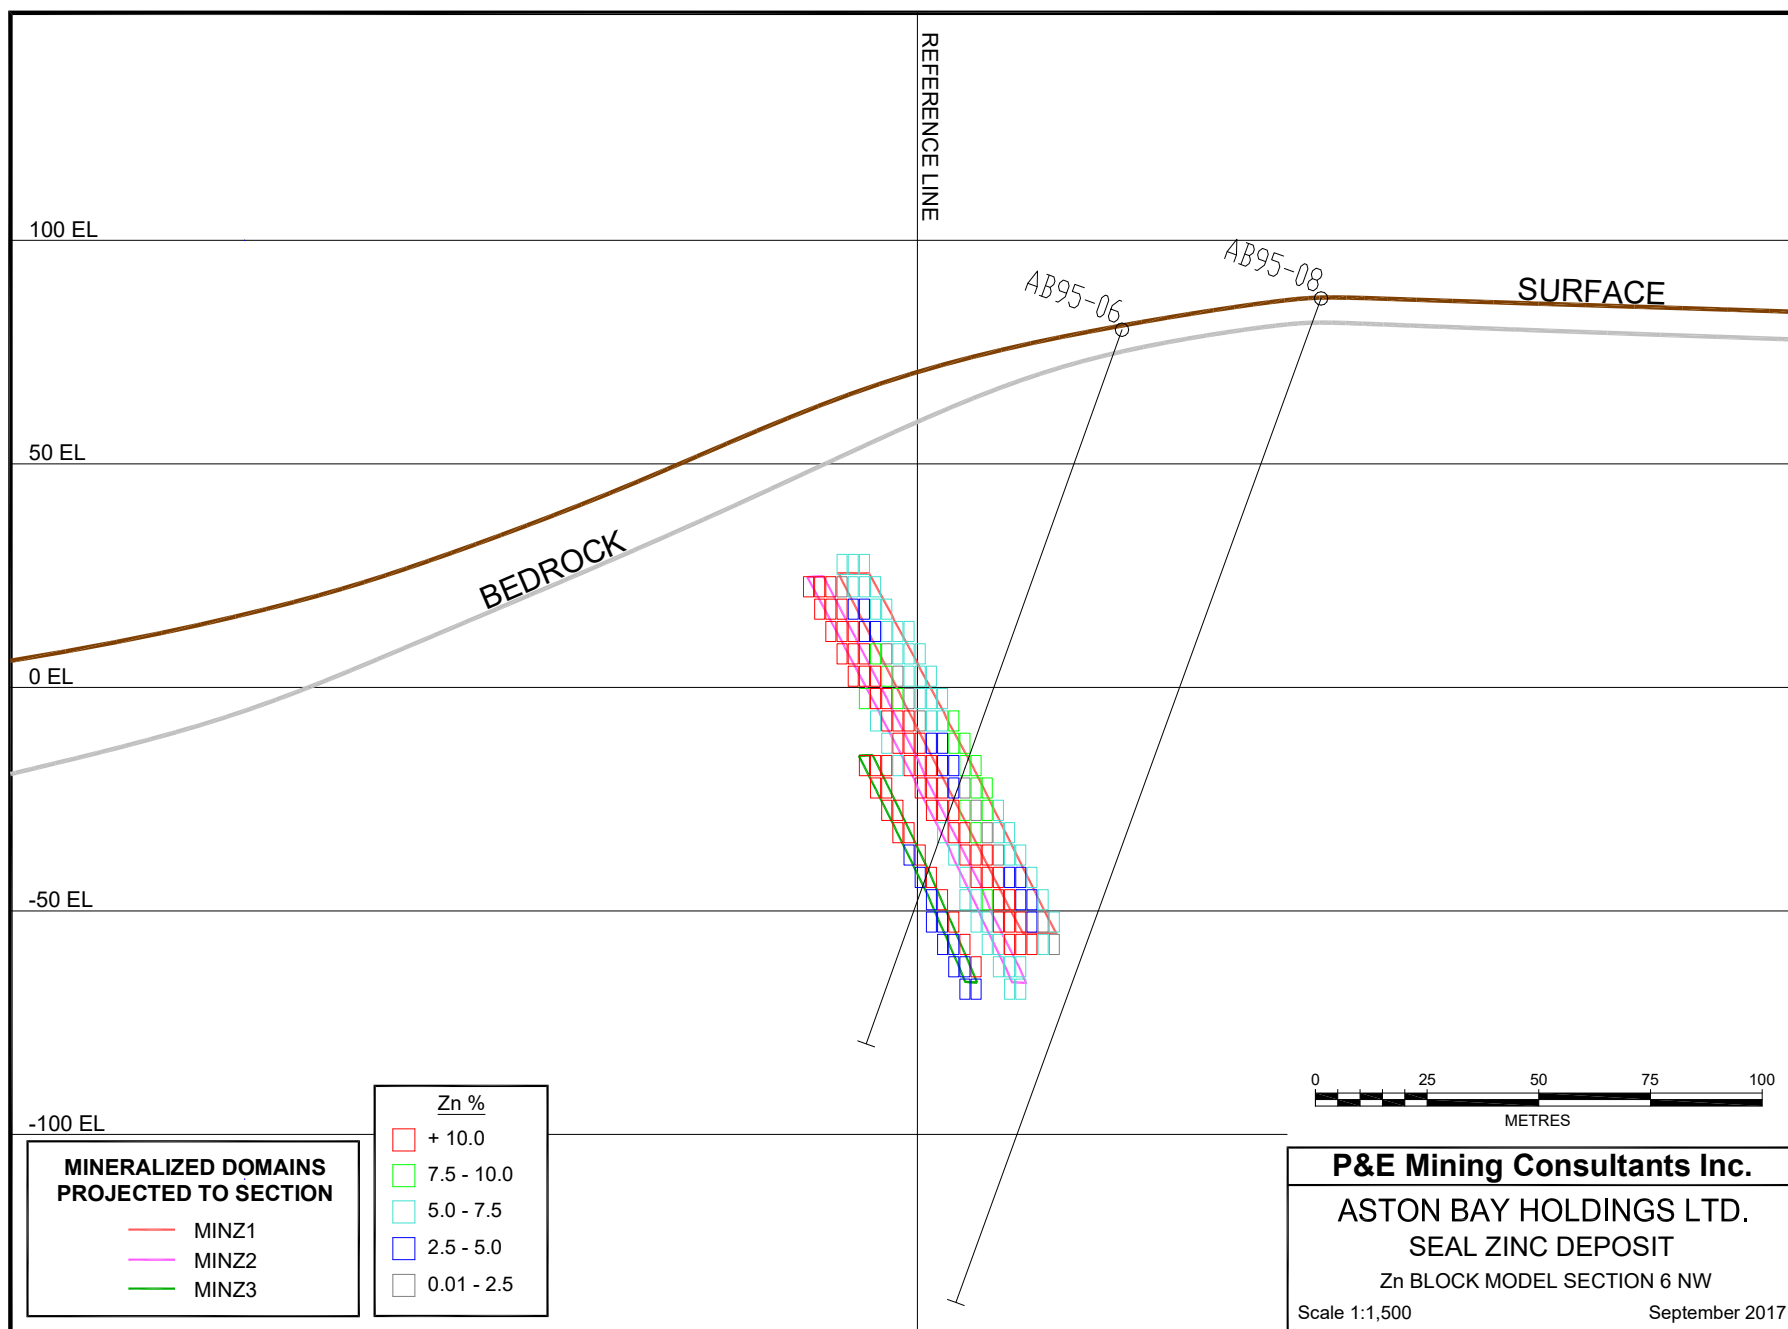 REFERENCE LINE
100 EL
AB95-06
AB95-08
SURFACE
50 EL
BEDROCK
0 EL
-50 EL
-100 EL
MINERALIZED DOMAINS
PROJECTED TO SECTION
MINZ1
MINZ2
MINZ3
Zn %
+ 10.0
7.5 - 10.0
5.0 - 7.5
2.5 - 5.0
0.01 - 2.5
0 25 50 75 100
METRES
P&E Mining Consultants Inc.
ASTON BAY HOLDINGS LTD.
SEAL ZINC DEPOSIT
Zn BLOCK MODEL SECTION 6 NW
Scale 1:1,500 September 2017